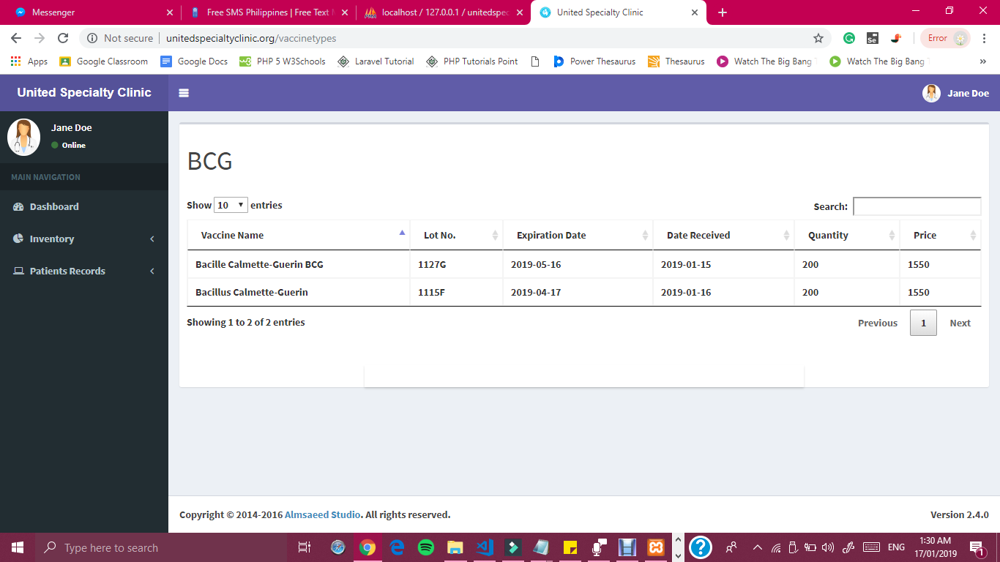 Messenger
Free SMS Philippines | Free Text
localhost / 127.0.0.1 / unitedspec
United Specialty Clinic
Not secure
unitedspecialtyclinic.org/vaccinetypes
Error
Apps
Google Classroom
Google Docs
PHP 5 W3Schools
Laravel Tutorial
PHP Tutorials Point
Power Thesaurus
Thesaurus
Watch The Big Bang
Watch The Big Bang
United Specialty Clinic
Jane Doe
Jane Doe
Online
MAIN NAVIGATION
Dashboard
Inventory
Patients Records
BCG
Show 10 entries
Search:
Vaccine Name Lot No. Expiration Date Date Received Quantity Price
Bacille Calmette-Guerin BCG 1127G 2019-05-16 2019-01-15 200 1550
Bacillus Calmette-Guerin 1115F 2019-04-17 2019-01-16 200 1550
Showing 1 to 2 of 2 entries
Previous 1 Next
Copyright © 2014-2016 Almsaeed Studio. All rights reserved.
Version 2.4.0
Type here to search
ENG
1:30 AM
17/01/2019
1